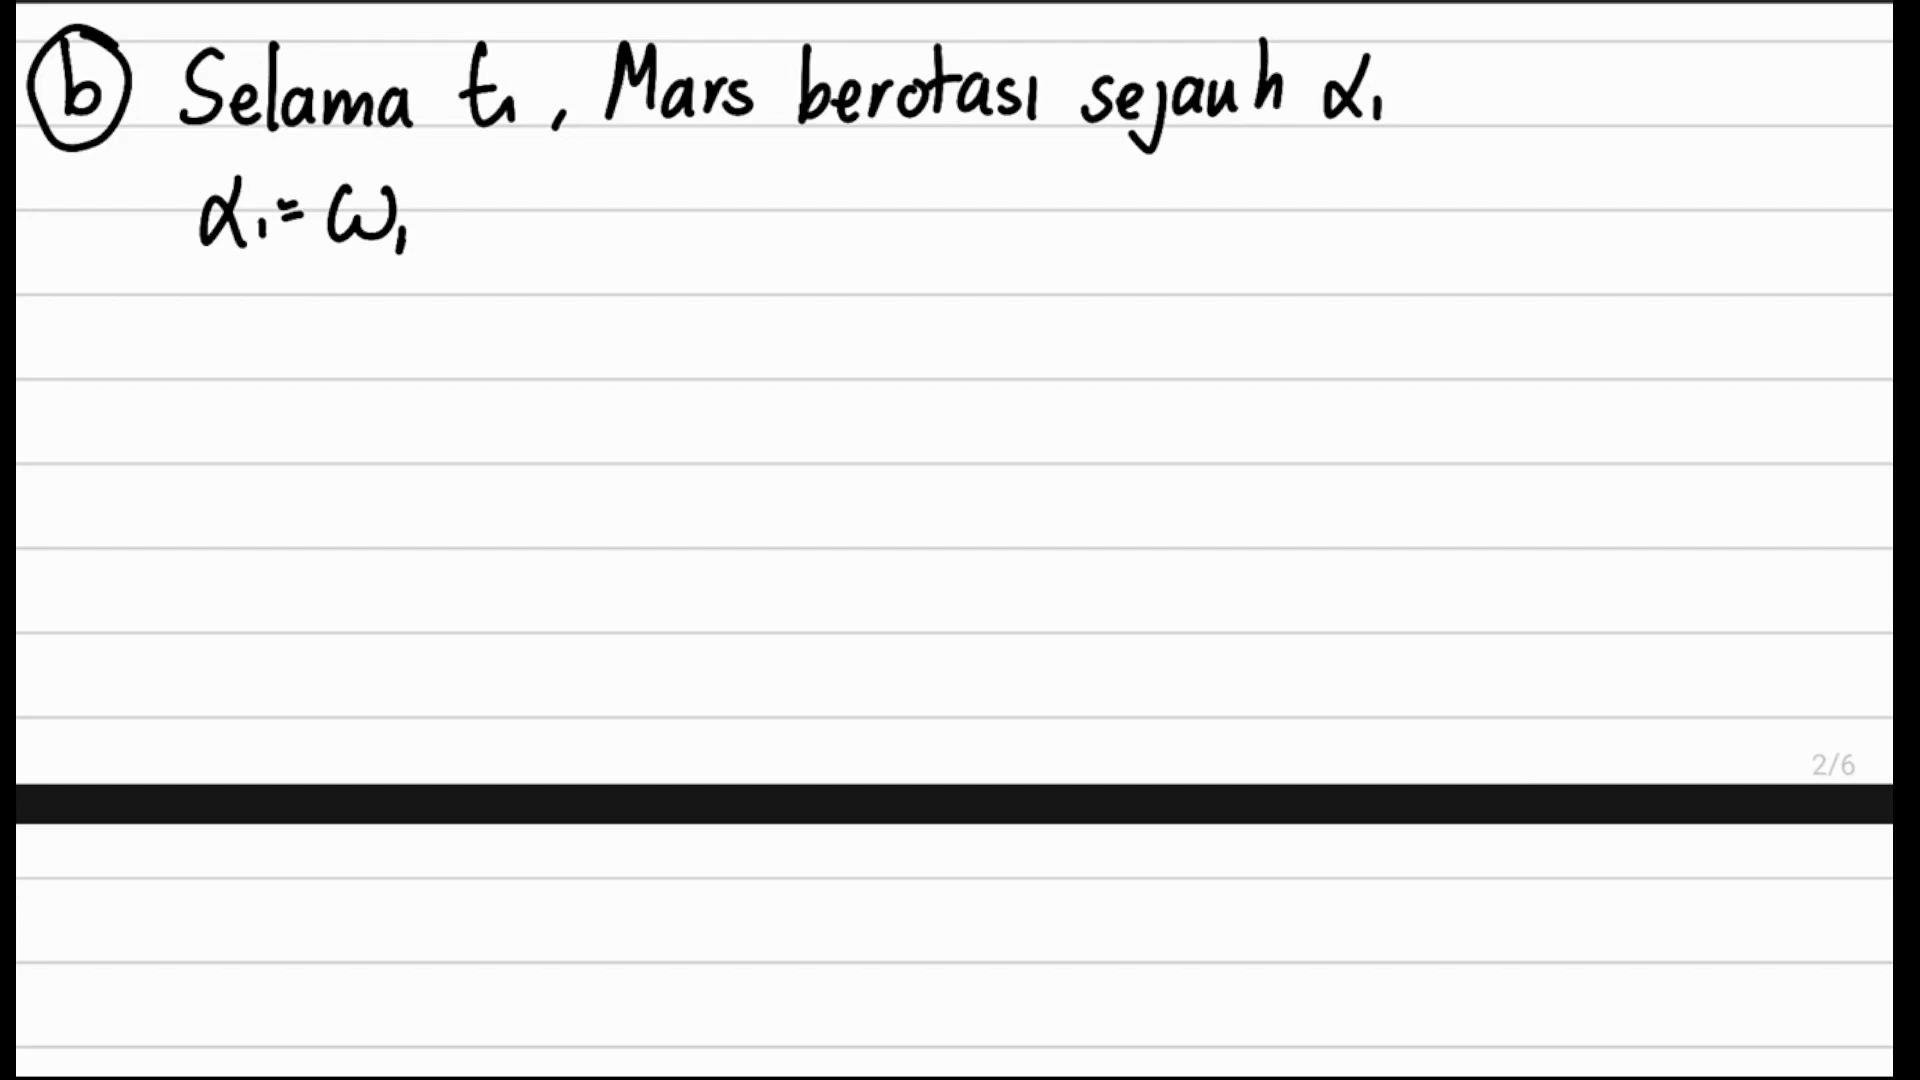 b Selama t₁, Mars berotasi sejauh α₁
α₁ = ω₁
2/6